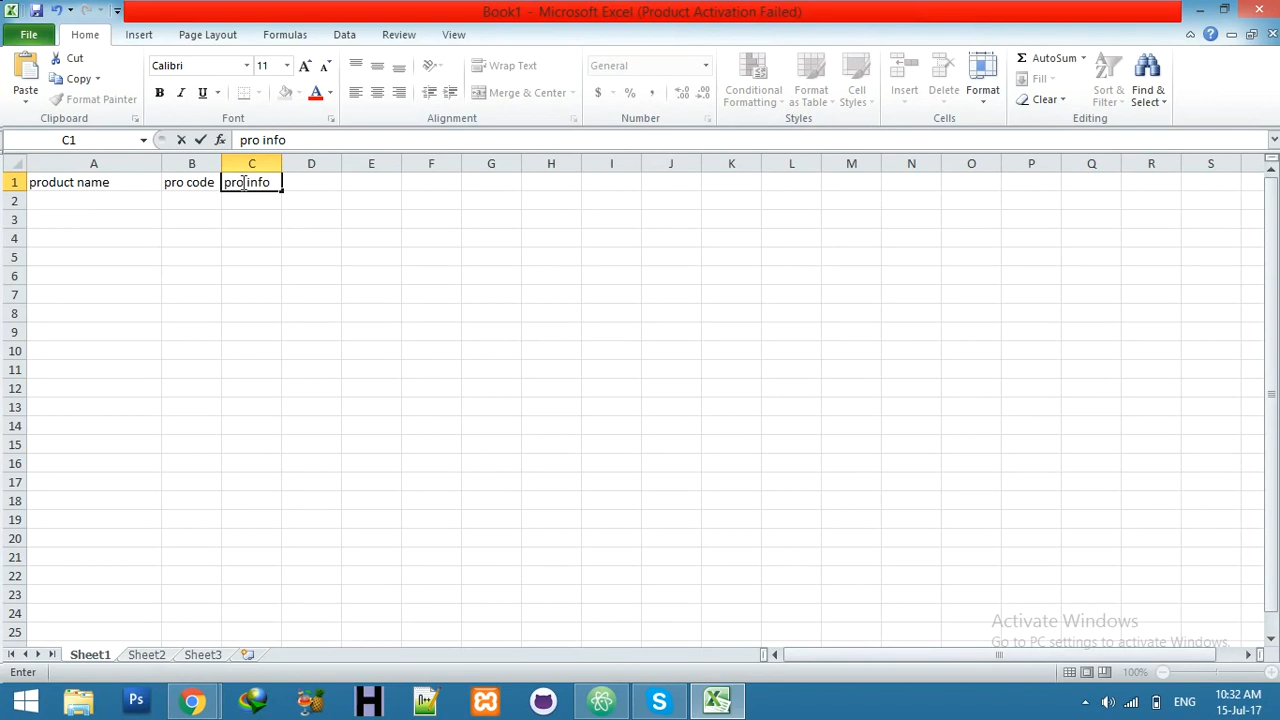 Book1 - Microsoft Excel (Product Activation Failed)
File Home Insert Page Layout Formulas Data Review View
Paste
Cut
Copy
Format Painter
Clipboard
Calibri 11
B I U
Font
Wrap Text
Merge & Center
Alignment
General
$ % ,
Number
Conditional Formatting
Format as Table
Cell Styles
Styles
Insert
Delete
Format
Cells
AutoSum
Fill
Clear
Sort & Filter
Find & Select
Editing
C1 fx pro info
A B C D E F G H I J K L M N O P Q R S
1 product name pro code pro info
2
3
4
5
6
7
8
9
10
11
12
13
14
15
16
17
18
19
20
21
22
23
24
25
Activate Windows
Go to PC settings to activate Windows.
Sheet1 Sheet2 Sheet3
Enter 100%
Ps H ENG 10:32 AM
15-Jul-17